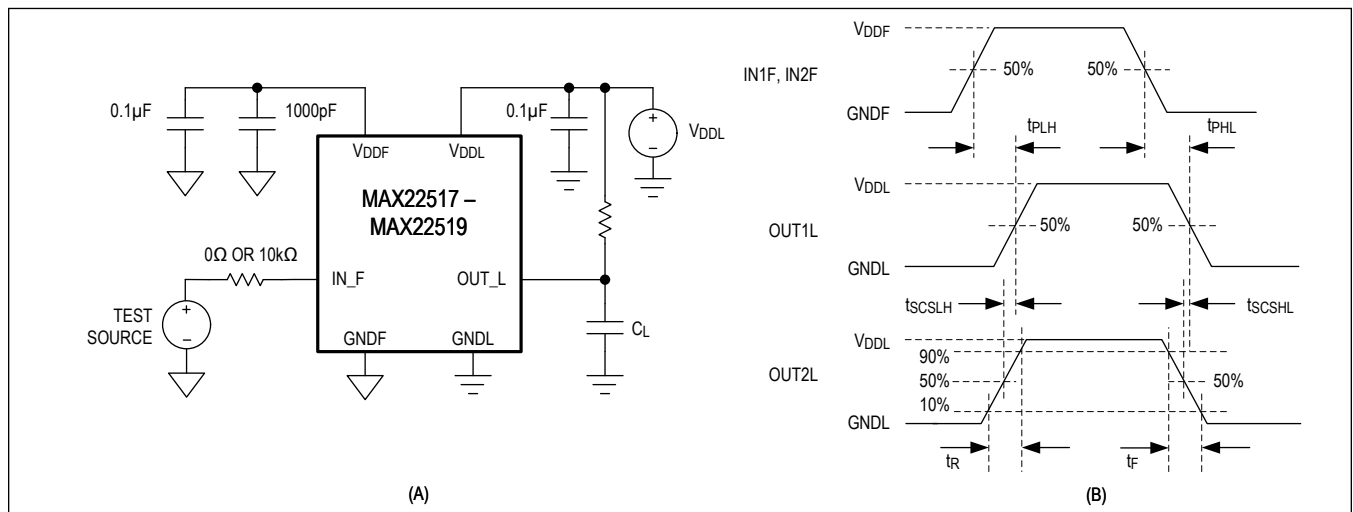 0.1µF
1000pF
0.1µF
VDDL
VDDF
VDDL
MAX22517 –
MAX22519
0Ω OR 10kΩ
IN_F
OUT_L
TEST
SOURCE
GNDF
GNDL
CL
(A)
VDDF
IN1F, IN2F
50%
50%
GNDF
tPLH
tPHL
VDDL
OUT1L
50%
50%
GNDL
tSCSLH
tSCSHL
VDDL
90%
OUT2L
50%
50%
10%
GNDL
tR
tF
(B)